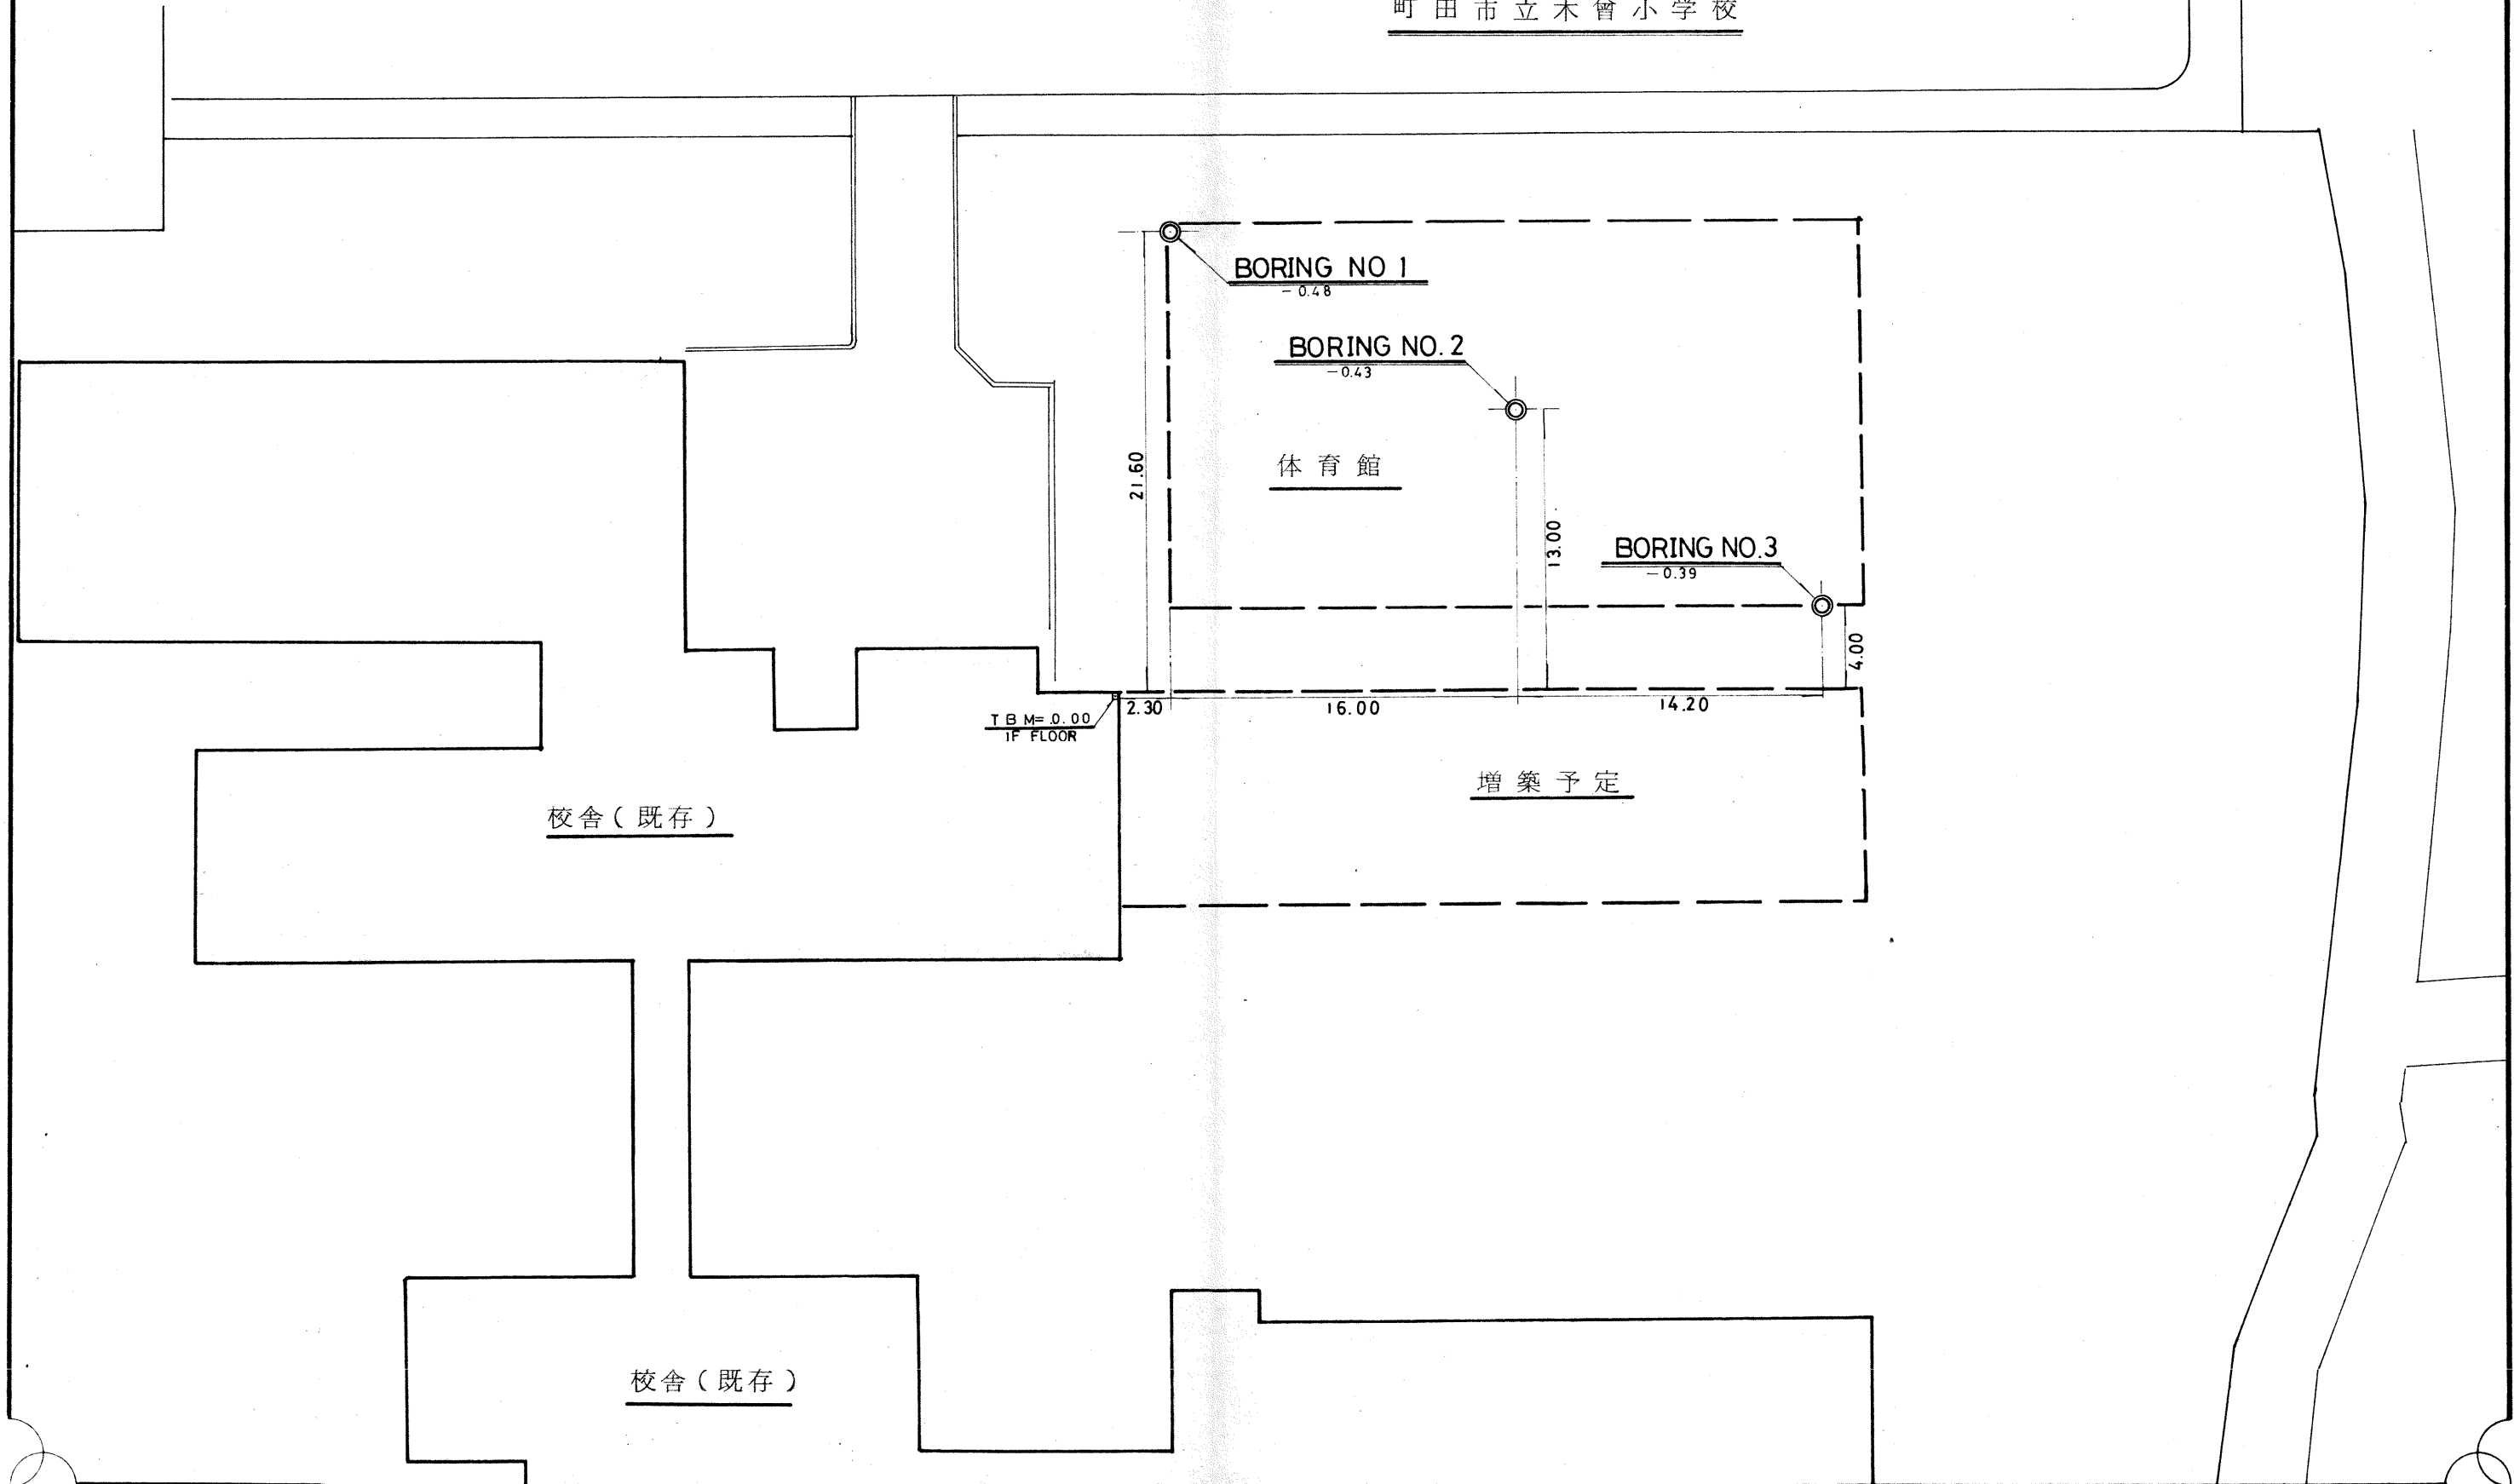 町田市立木曾小学校
BORING NO 1
-0.48
BORING NO. 2
-0.43
体育館
21.60
13.00
BORING NO.3
-0.39
4.00
2.30
16.00
14.20
T B M= .0.00
1F FLOOR
増築予定
校舎(既存)
校舎(既存)